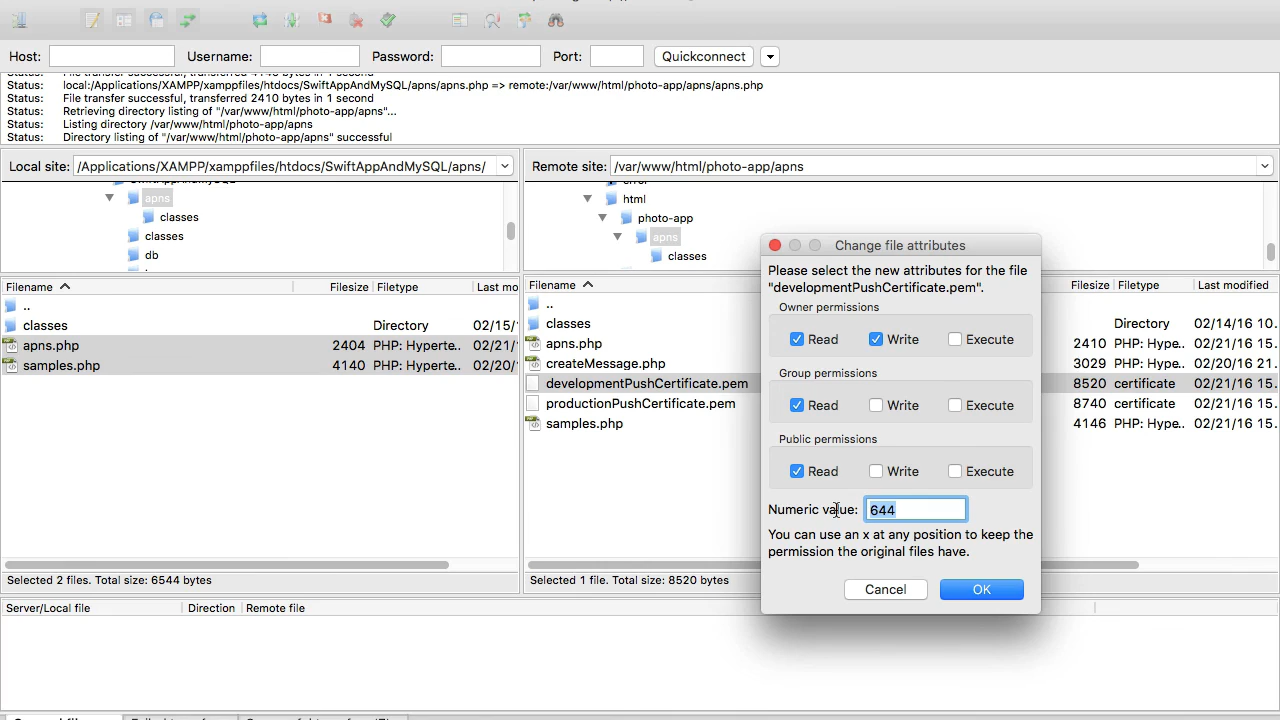 Host: Username: Password: Port: Quickconnect
Status: File transfer successful, transferred 4146 bytes in 1 second
Status: local:/Applications/XAMPP/xamppfiles/htdocs/SwiftAppAndMySQL/apns/apns.php => remote:/var/www/html/photo-app/apns/apns.php
Status: File transfer successful, transferred 2410 bytes in 1 second
Status: Retrieving directory listing of "/var/www/html/photo-app/apns"...
Status: Listing directory /var/www/html/photo-app/apns
Status: Directory listing of "/var/www/html/photo-app/apns" successful
Local site: /Applications/XAMPP/xamppfiles/htdocs/SwiftAppAndMySQL/apns/
SwiftAppAndMySQL
apns
classes
classes
db
Filename Filesize Filetype Last mo
..
classes Directory 02/15/
apns.php 2404 PHP: Hyperte.. 02/21/
samples.php 4140 PHP: Hyperte.. 02/20/
Selected 2 files. Total size: 6544 bytes
Remote site: /var/www/html/photo-app/apns
error
html
photo-app
apns
classes
Filename Filesize Filetype Last modified
..
classes Directory 02/14/16 10.
apns.php 2410 PHP: Hype.. 02/21/16 15.
createMessage.php 3029 PHP: Hype.. 02/20/16 21.
developmentPushCertificate.pem 8520 certificate 02/21/16 15.
productionPushCertificate.pem 8740 certificate 02/21/16 15.
samples.php 4146 PHP: Hype.. 02/21/16 15.
Selected 1 file. Total size: 8520 bytes
Change file attributes
Please select the new attributes for the file
"developmentPushCertificate.pem".
Owner permissions
Read Write Execute
Group permissions
Read Write Execute
Public permissions
Read Write Execute
Numeric value: 644
You can use an x at any position to keep the
permission the original files have.
Cancel OK
Server/Local file Direction Remote file